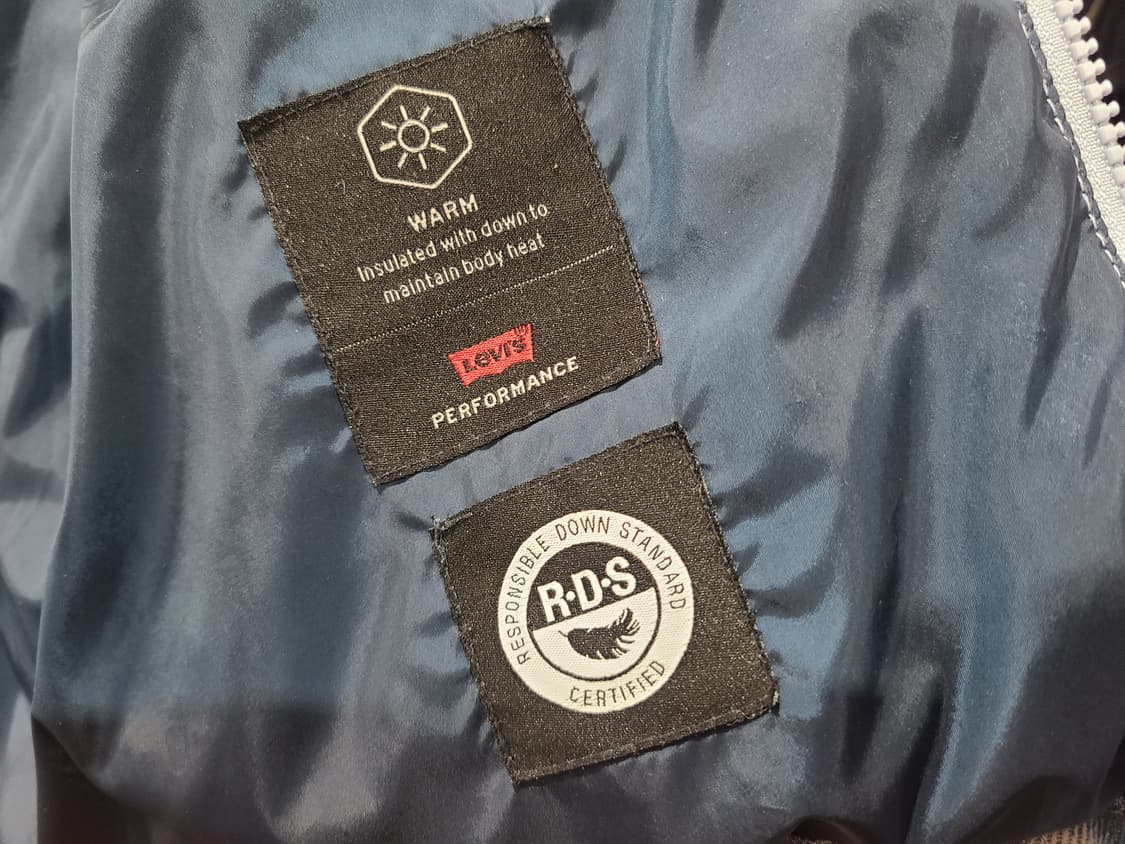 WARM
Insulated with down to
maintain body heat
Levi's
PERFORMANCE
RESPONSIBLE DOWN STANDARD
R·D·S
CERTIFIED